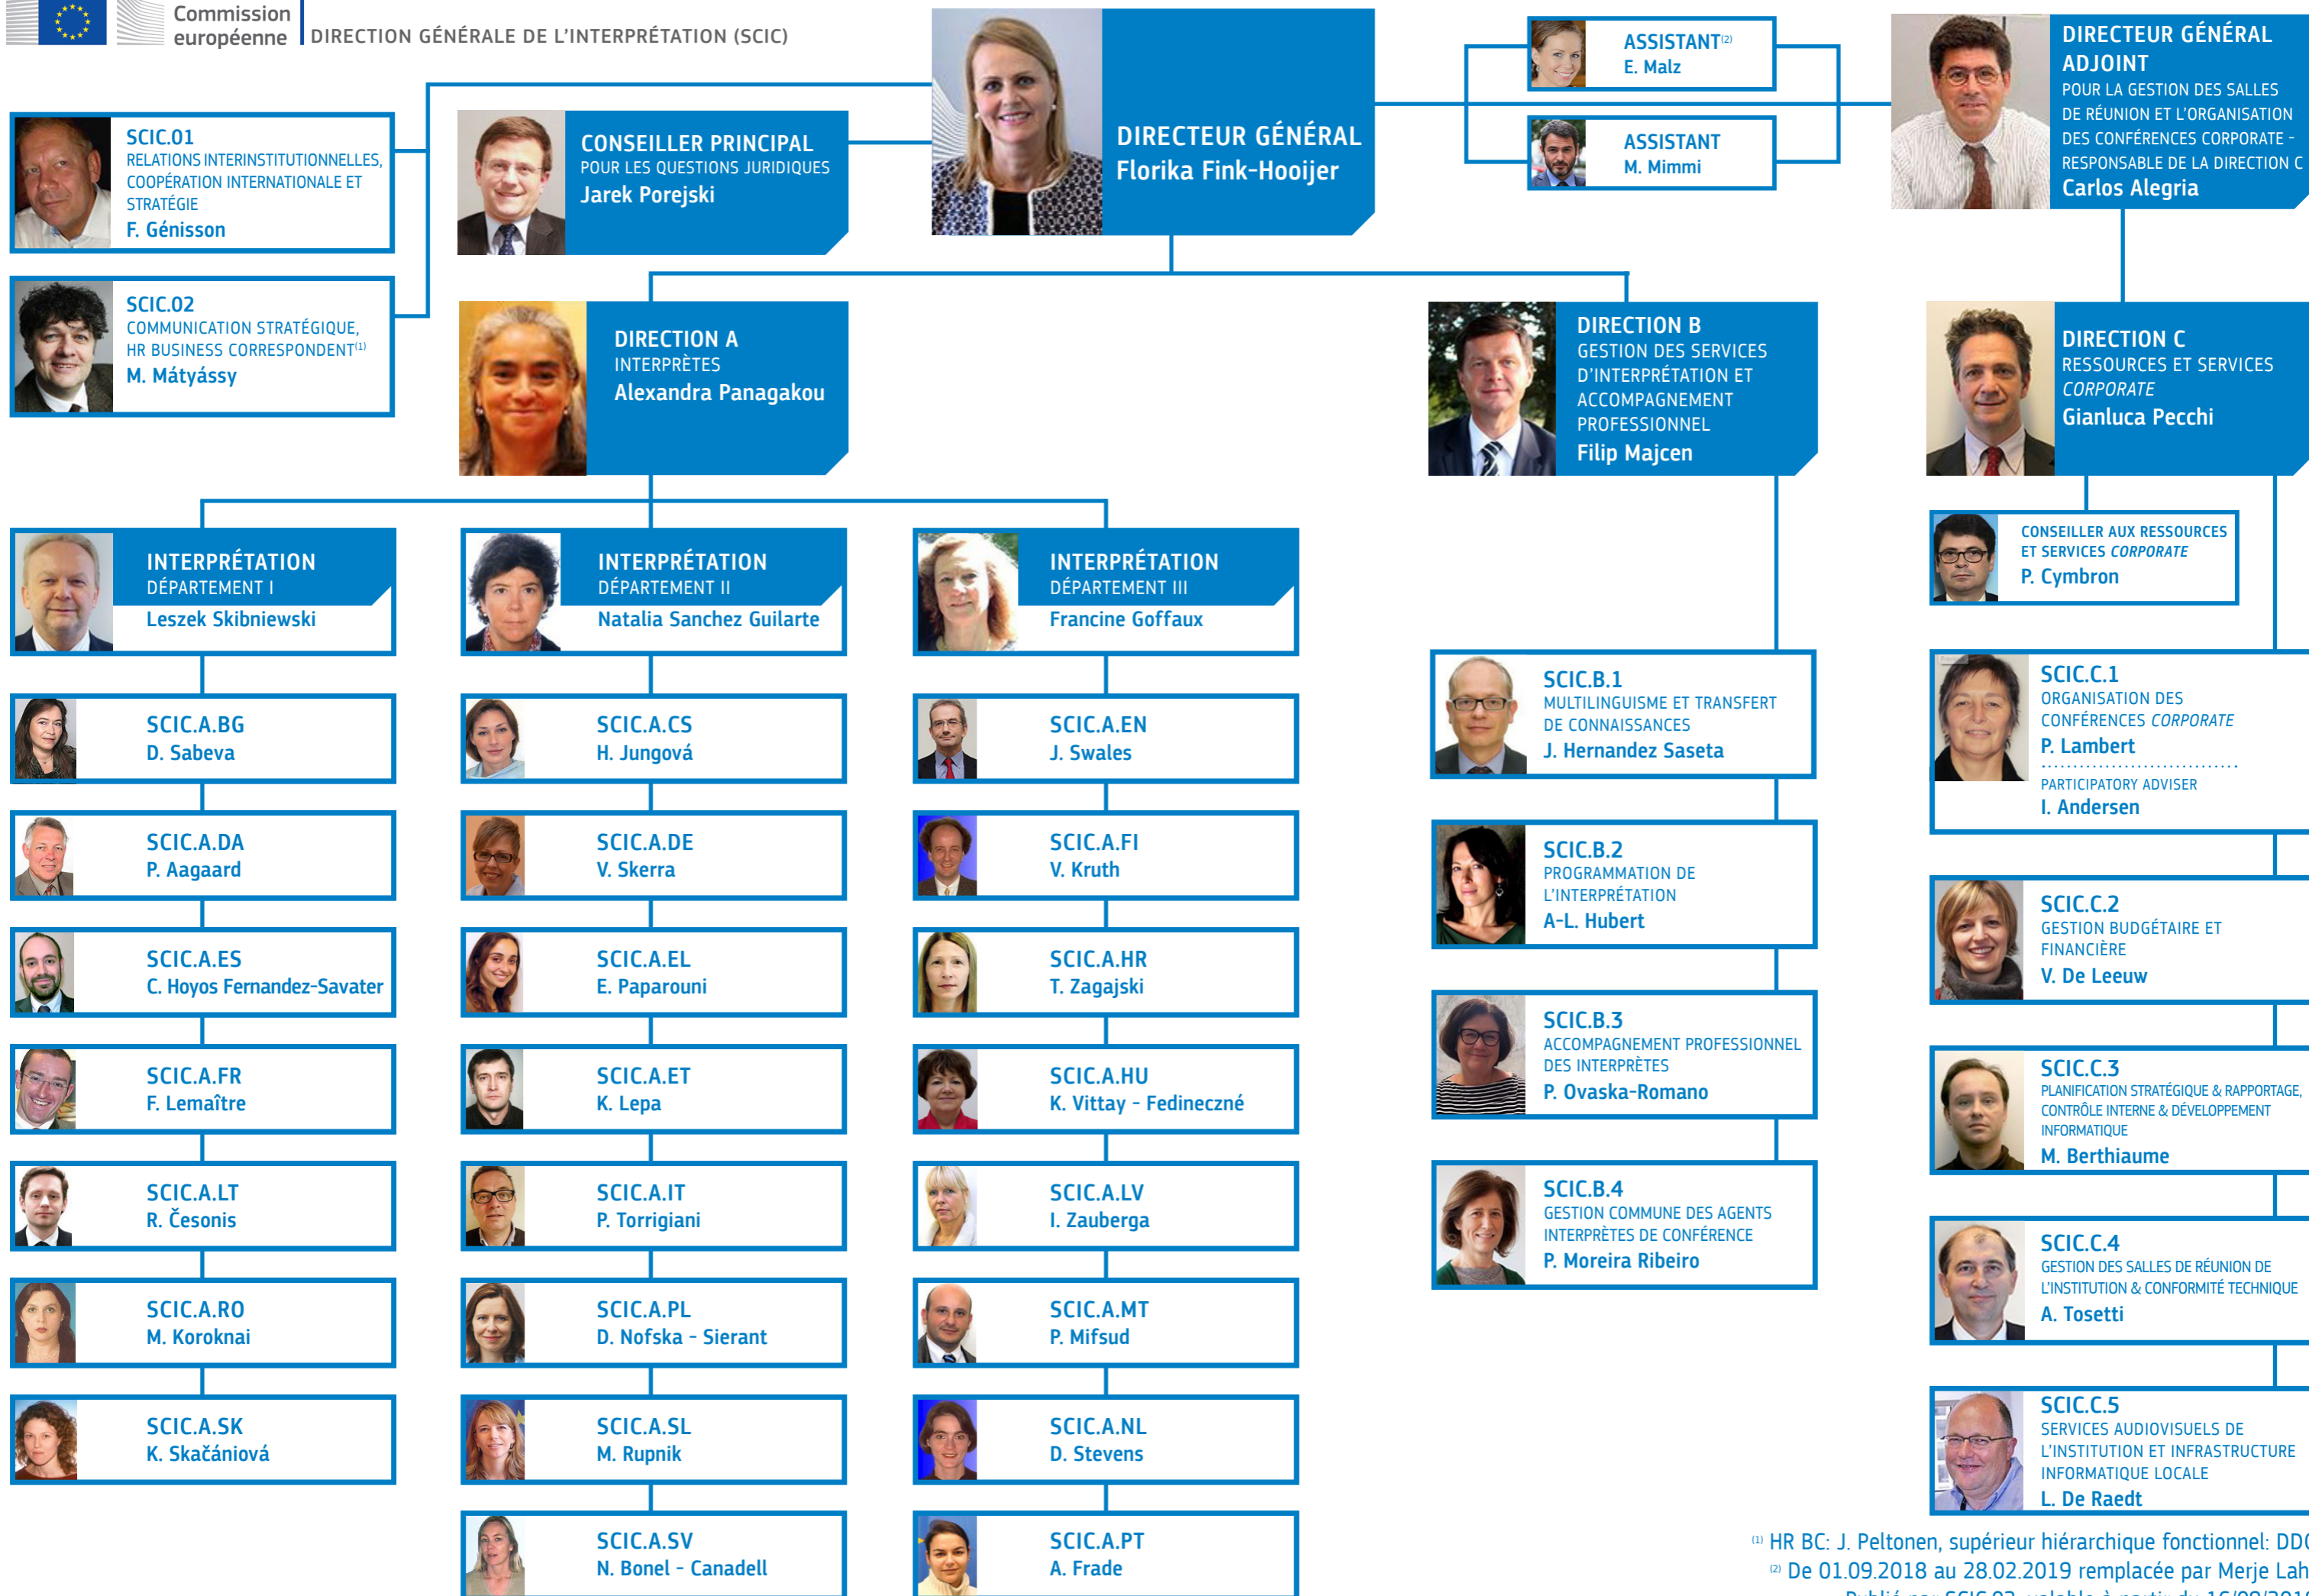 Commission
européenne
DIRECTION GÉNÉRALE DE L'INTERPRÉTATION (SCIC)
SCIC.01
RELATIONS INTERINSTITUTIONNELLES,
COOPÉRATION INTERNATIONALE ET
STRATÉGIE
F. Génisson
SCIC.02
COMMUNICATION STRATÉGIQUE,
HR BUSINESS CORRESPONDENT(1)
M. Mátyássy
CONSEILLER PRINCIPAL
POUR LES QUESTIONS JURIDIQUES
Jarek Porejski
DIRECTEUR GÉNÉRAL
Florika Fink-Hooijer
ASSISTANT(2)
E. Malz
ASSISTANT
M. Mimmi
DIRECTEUR GÉNÉRAL
ADJOINT
POUR LA GESTION DES SALLES
DE RÉUNION ET L'ORGANISATION
DES CONFÉRENCES CORPORATE -
RESPONSABLE DE LA DIRECTION C
Carlos Alegria
DIRECTION A
INTERPRÈTES
Alexandra Panagakou
DIRECTION B
GESTION DES SERVICES
D'INTERPRÉTATION ET
ACCOMPAGNEMENT
PROFESSIONNEL
Filip Majcen
DIRECTION C
RESSOURCES ET SERVICES
CORPORATE
Gianluca Pecchi
CONSEILLER AUX RESSOURCES
ET SERVICES CORPORATE
P. Cymbron
INTERPRÉTATION
DÉPARTEMENT I
Leszek Skibniewski
SCIC.A.BG
D. Sabeva
SCIC.A.DA
P. Aagaard
SCIC.A.ES
C. Hoyos Fernandez-Savater
SCIC.A.FR
F. Lemaître
SCIC.A.LT
R. Česonis
SCIC.A.RO
M. Koroknai
SCIC.A.SK
K. Skačániová
INTERPRÉTATION
DÉPARTEMENT II
Natalia Sanchez Guilarte
SCIC.A.CS
H. Jungová
SCIC.A.DE
V. Skerra
SCIC.A.EL
E. Paparouni
SCIC.A.ET
K. Lepa
SCIC.A.IT
P. Torrigiani
SCIC.A.PL
D. Nofska - Sierant
SCIC.A.SL
M. Rupnik
SCIC.A.SV
N. Bonel - Canadell
INTERPRÉTATION
DÉPARTEMENT III
Francine Goffaux
SCIC.A.EN
J. Swales
SCIC.A.FI
V. Kruth
SCIC.A.HR
T. Zagajski
SCIC.A.HU
K. Vittay - Fedineczné
SCIC.A.LV
I. Zauberga
SCIC.A.MT
P. Mifsud
SCIC.A.NL
D. Stevens
SCIC.A.PT
A. Frade
SCIC.B.1
MULTILINGUISME ET TRANSFERT
DE CONNAISSANCES
J. Hernandez Saseta
SCIC.B.2
PROGRAMMATION DE
L'INTERPRÉTATION
A-L. Hubert
SCIC.B.3
ACCOMPAGNEMENT PROFESSIONNEL
DES INTERPRÈTES
P. Ovaska-Romano
SCIC.B.4
GESTION COMMUNE DES AGENTS
INTERPRÈTES DE CONFÉRENCE
P. Moreira Ribeiro
SCIC.C.1
ORGANISATION DES
CONFÉRENCES CORPORATE
P. Lambert
PARTICIPATORY ADVISER
I. Andersen
SCIC.C.2
GESTION BUDGÉTAIRE ET
FINANCIÈRE
V. De Leeuw
SCIC.C.3
PLANIFICATION STRATÉGIQUE & RAPPORTAGE,
CONTRÔLE INTERNE & DÉVELOPPEMENT
INFORMATIQUE
M. Berthiaume
SCIC.C.4
GESTION DES SALLES DE RÉUNION DE
L'INSTITUTION & CONFORMITÉ TECHNIQUE
A. Tosetti
SCIC.C.5
SERVICES AUDIOVISUELS DE
L'INSTITUTION ET INFRASTRUCTURE
INFORMATIQUE LOCALE
L. De Raedt
(1) HR BC: J. Peltonen, supérieur hiérarchique fonctionnel:
(2) De 01.09.2018 au 28.02.2019 remplacée par Merje